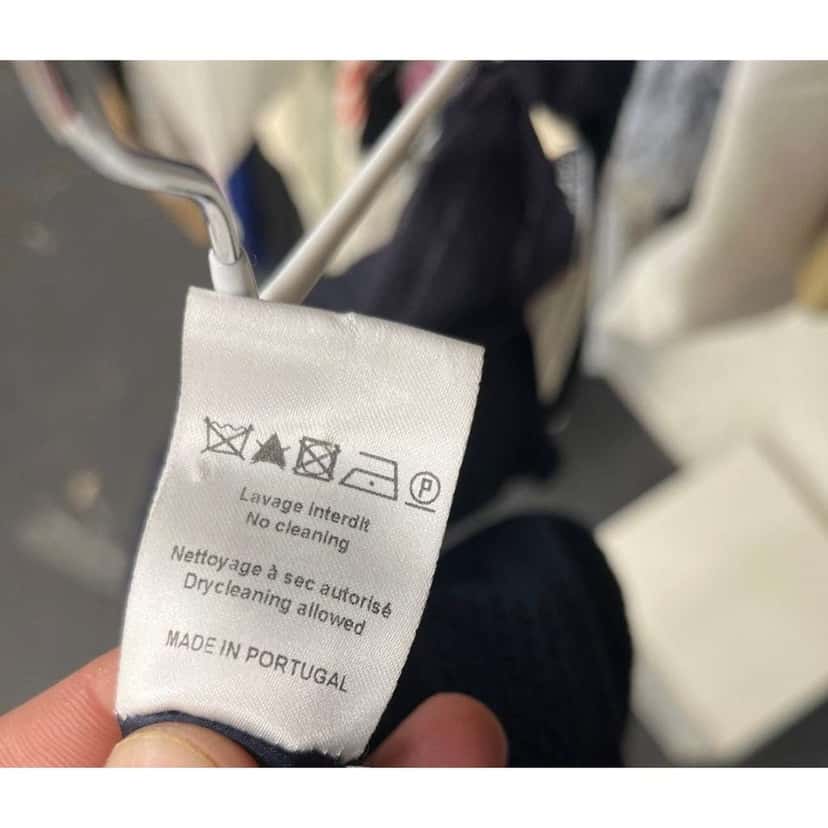 P
Lavage interdit
No cleaning
Nettoyage à sec autorisé
Drycleaning allowed
MADE IN PORTUGAL